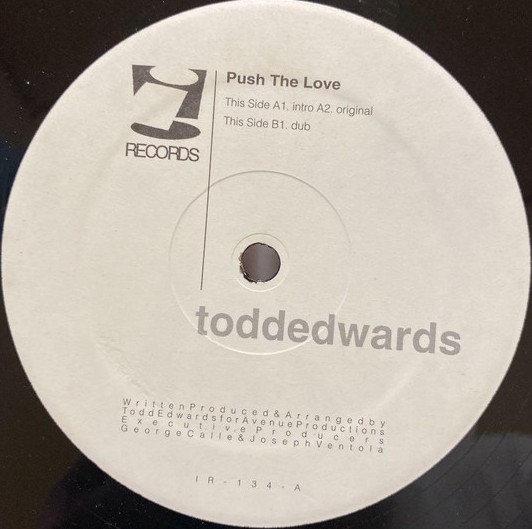 Push The Love
This Side A1. intro A2. original
This Side B1. dub
i
RECORDS
toddedwards
WrittenProduced&Arrangedby
ToddEdwardsforAvenueProductions
ExecutiveProducers
GeorgeCalle&JosephVentola
IR-134-A